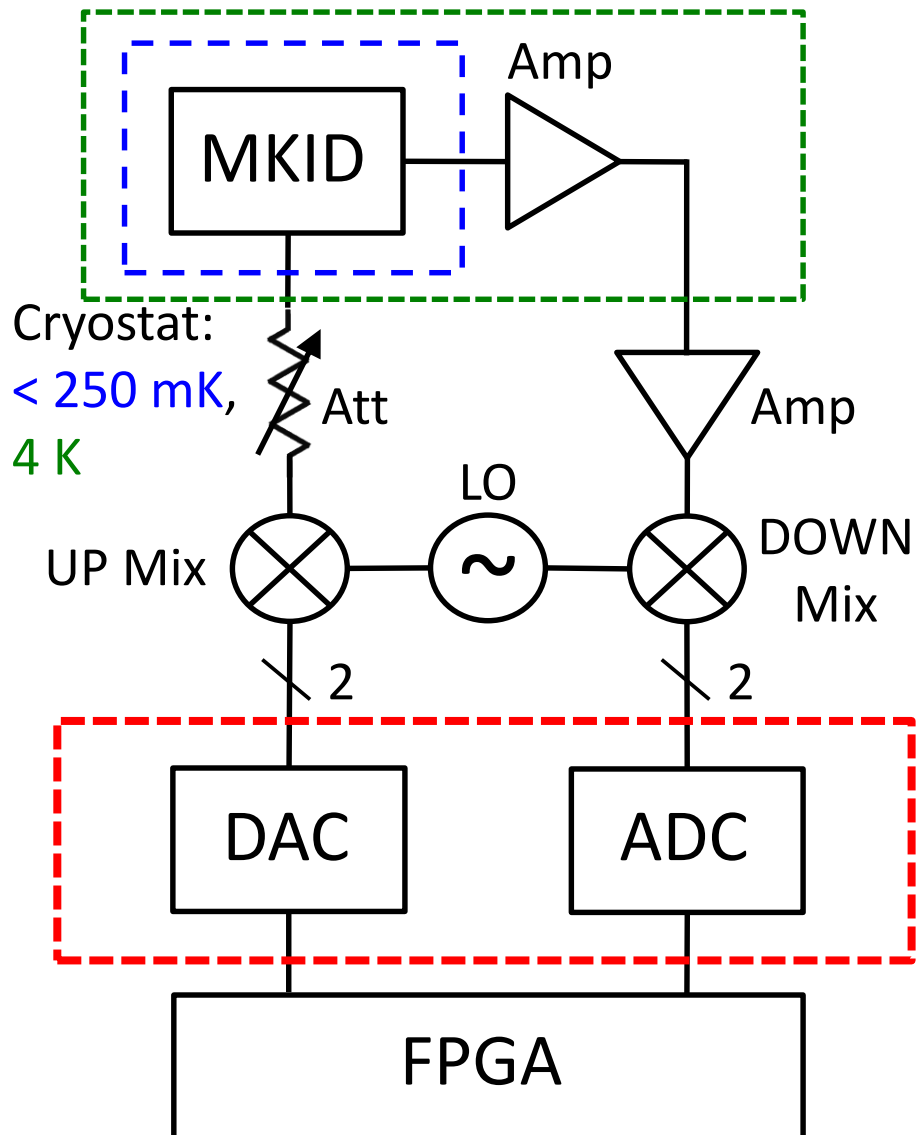 Amp
MKID
Cryostat:
< 250 mK,
4 K
Att
Amp
LO
UP Mix
~
DOWN
Mix
2
2
DAC
ADC
FPGA